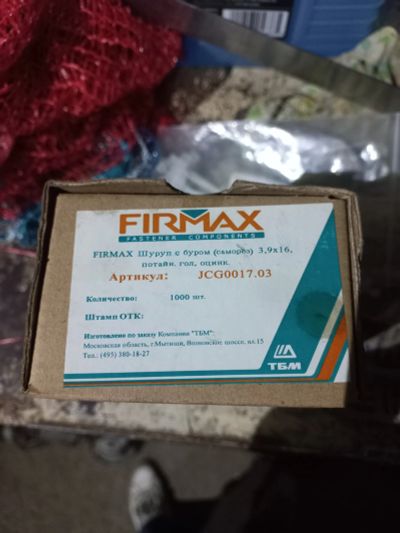 FIRMAX
FASTENER COMPONENTS
FIRMAX Шуруп с буром (саморез) 3,9х16,
потайн. гол, оцинк.
Артикул: JCG0017.03
Количество: 1000 шт.
Штамп ОТК:
Изготовлено по заказу Компании "ТБМ":
Московская область, г.Мытищи, Волковское шоссе, вл.15
Тел.: (495) 380-18-27
ТБМ